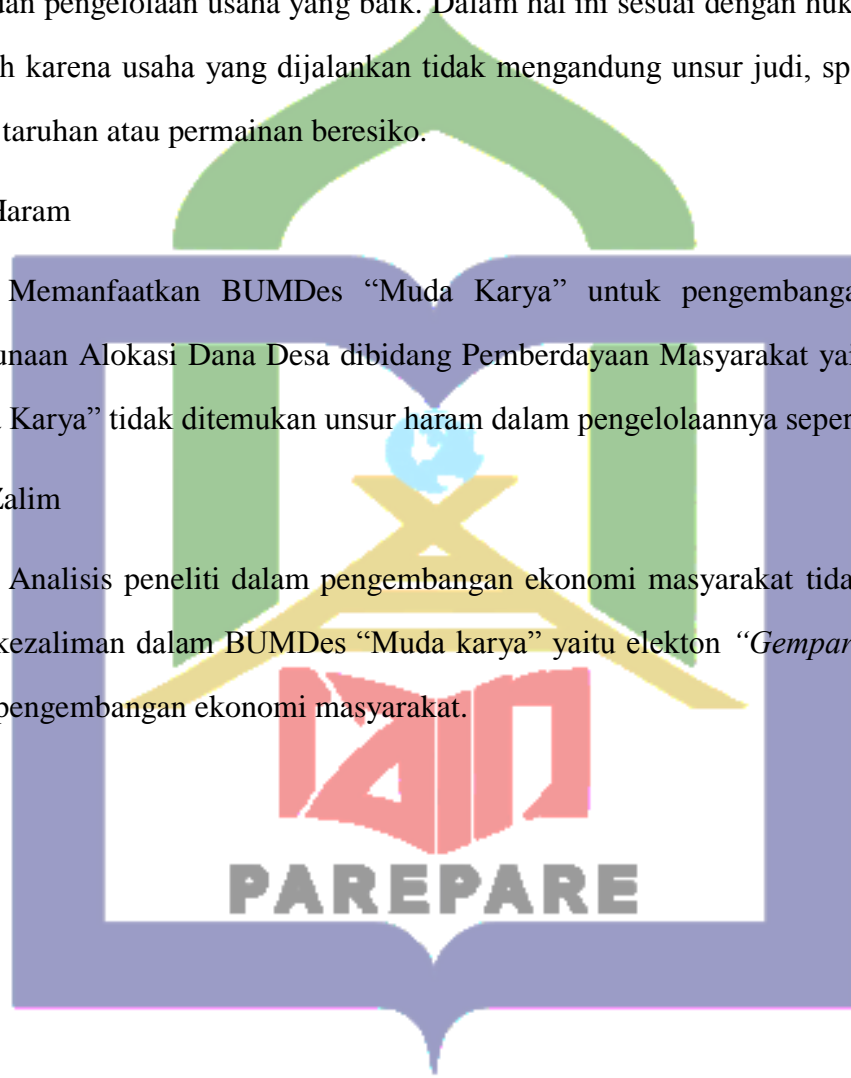 dan pengelolaan usaha yang baik. Dalam hal ini sesuai dengan huk
h karena usaha yang dijalankan tidak mengandung unsur judi, sp
taruhan atau permainan beresiko.
Haram
Memanfaatkan BUMDes “Muda Karya” untuk pengembanga
unaan Alokasi Dana Desa dibidang Pemberdayaan Masyarakat yai
Karya” tidak ditemukan unsur haram dalam pengelolaannya seper
Zalim
Analisis peneliti dalam pengembangan ekonomi masyarakat tida
kezaliman dalam BUMDes “Muda karya” yaitu elekton “Gempar
pengembangan ekonomi masyarakat.
IAIN
PAREPARE